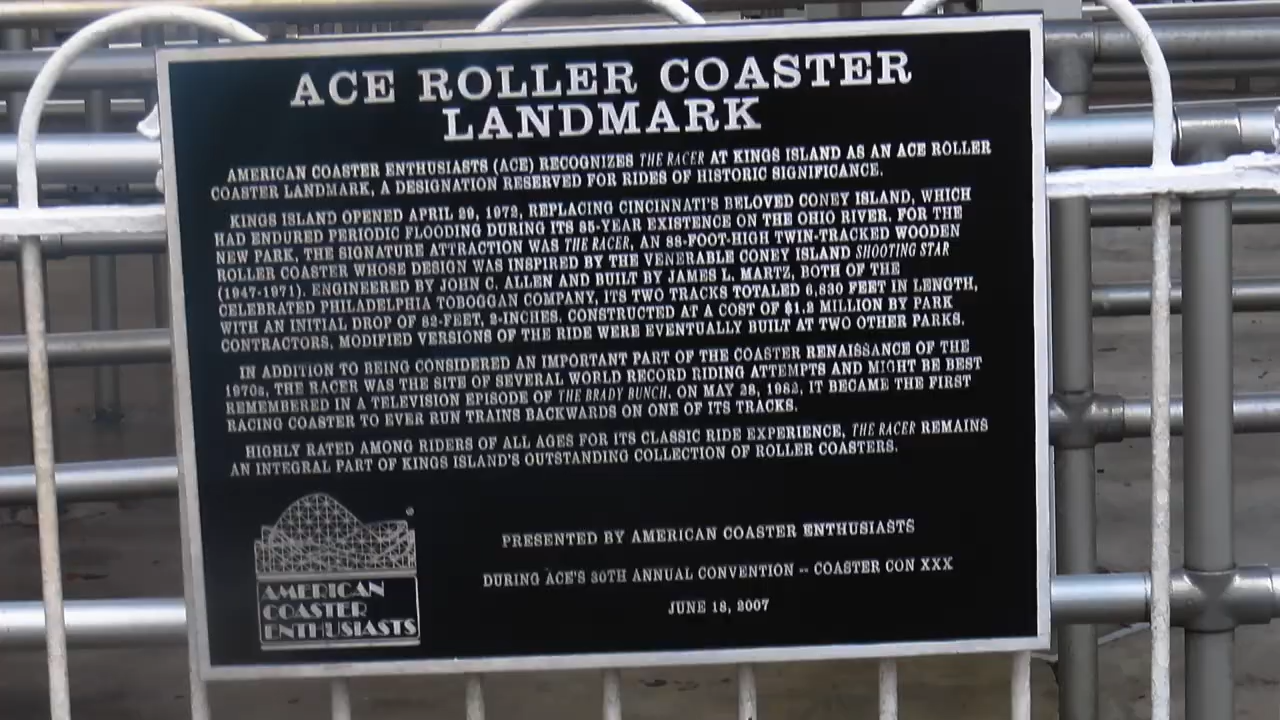 ACE ROLLER COASTER
LANDMARK
AMERICAN COASTER ENTHUSIASTS (ACE) RECOGNIZES THE RACER AT KINGS ISLAND AS AN ACE ROLLER
COASTER LANDMARK, A DESIGNATION RESERVED FOR RIDES OF HISTORIC SIGNIFICANCE.
KINGS ISLAND OPENED APRIL 29, 1972, REPLACING CINCINNATI'S BELOVED CONEY ISLAND, WHICH
HAD ENDURED PERIODIC FLOODING DURING ITS 85-YEAR EXISTENCE ON THE OHIO RIVER. FOR THE
NEW PARK, THE SIGNATURE ATTRACTION WAS THE RACER, AN 88-FOOT-HIGH TWIN-TRACKED WOODEN
ROLLER COASTER WHOSE DESIGN WAS INSPIRED BY THE VENERABLE CONEY ISLAND SHOOTING STAR
(1947-1971). ENGINEERED BY JOHN C. ALLEN AND BUILT BY JAMES L. MARTZ, BOTH OF THE
CELEBRATED PHILADELPHIA TOBOGGAN COMPANY, ITS TWO TRACKS TOTALED 6,830 FEET IN LENGTH,
WITH AN INITIAL DROP OF 82-FEET, 2-INCHES. CONSTRUCTED AT A COST OF $1.2 MILLION BY PARK
CONTRACTORS, MODIFIED VERSIONS OF THE RIDE WERE EVENTUALLY BUILT AT TWO OTHER PARKS.
IN ADDITION TO BEING CONSIDERED AN IMPORTANT PART OF THE COASTER RENAISSANCE OF THE
1970s, THE RACER WAS THE SITE OF SEVERAL WORLD RECORD RIDING ATTEMPTS AND MIGHT BE BEST
REMEMBERED IN A TELEVISION EPISODE OF THE BRADY BUNCH. ON MAY 28, 1982, IT BECAME THE FIRST
RACING COASTER TO EVER RUN TRAINS BACKWARDS ON ONE OF ITS TRACKS.
HIGHLY RATED AMONG RIDERS OF ALL AGES FOR ITS CLASSIC RIDE EXPERIENCE, THE RACER REMAINS
AN INTEGRAL PART OF KINGS ISLAND'S OUTSTANDING COLLECTION OF ROLLER COASTERS.
PRESENTED BY AMERICAN COASTER ENTHUSIASTS
DURING ACE'S 30TH ANNUAL CONVENTION -- COASTER CON XXX
JUNE 18, 2007
AMERICAN
COASTER
ENTHUSIASTS